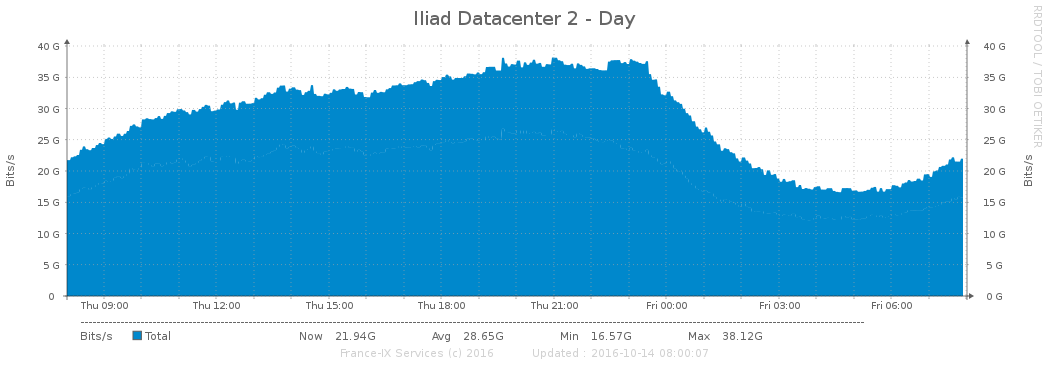 Iliad Datacenter 2 - Day
RRDTOOL / TOBI OETIKER
Bits/s
40 G 40 G
35 G 35 G
30 G 30 G
25 G 25 G
20 G 20 G
15 G 15 G
10 G 10 G
5 G 5 G
0 0 G
Bits/s
Thu 09:00 Thu 12:00 Thu 15:00 Thu 18:00 Thu 21:00 Fri 00:00 Fri 03:00 Fri 06:00
Bits/s Total Now 21.94G Avg 28.65G Min 16.57G Max 38.12G
France-IX Services (c) 2016 Updated : 2016-10-14 08:00:07